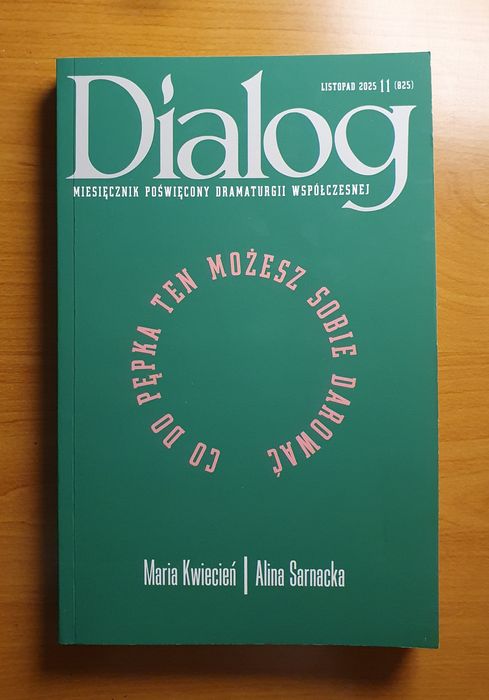 LISTOPAD 2025 11 (825)
Dialog
MIESIĘCZNIK POŚWIĘCONY DRAMATURGII WSPÓŁCZESNEJ
CO DO PĘPKA TEN MOŻESZ SOBIE DAROWAĆ
Maria Kwiecień | Alina Sarnacka